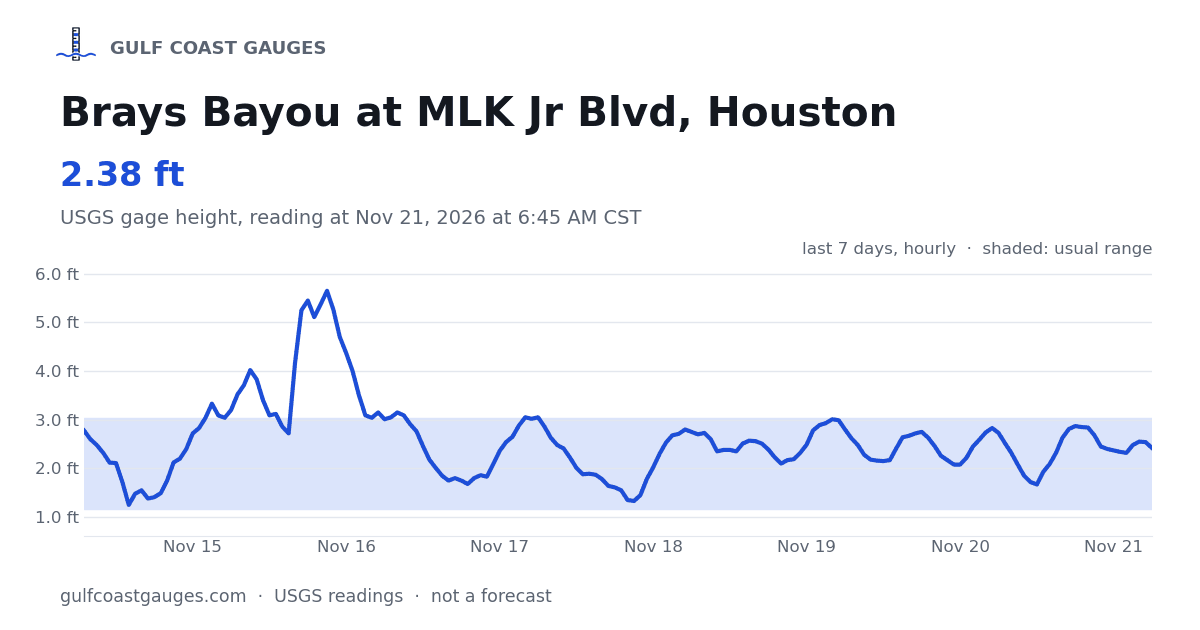 GULF COAST GAUGES
Brays Bayou at MLK Jr Blvd, Houston
2.38 ft
USGS gage height, reading at Nov 21, 2026 at 6:45 AM CST
last 7 days, hourly · shaded: usual range
6.0 ft
5.0 ft
4.0 ft
3.0 ft
2.0 ft
1.0 ft
Nov 15 Nov 16 Nov 17 Nov 18 Nov 19 Nov 20 Nov 21
gulfcoastgauges.com · USGS readings · not a forecast